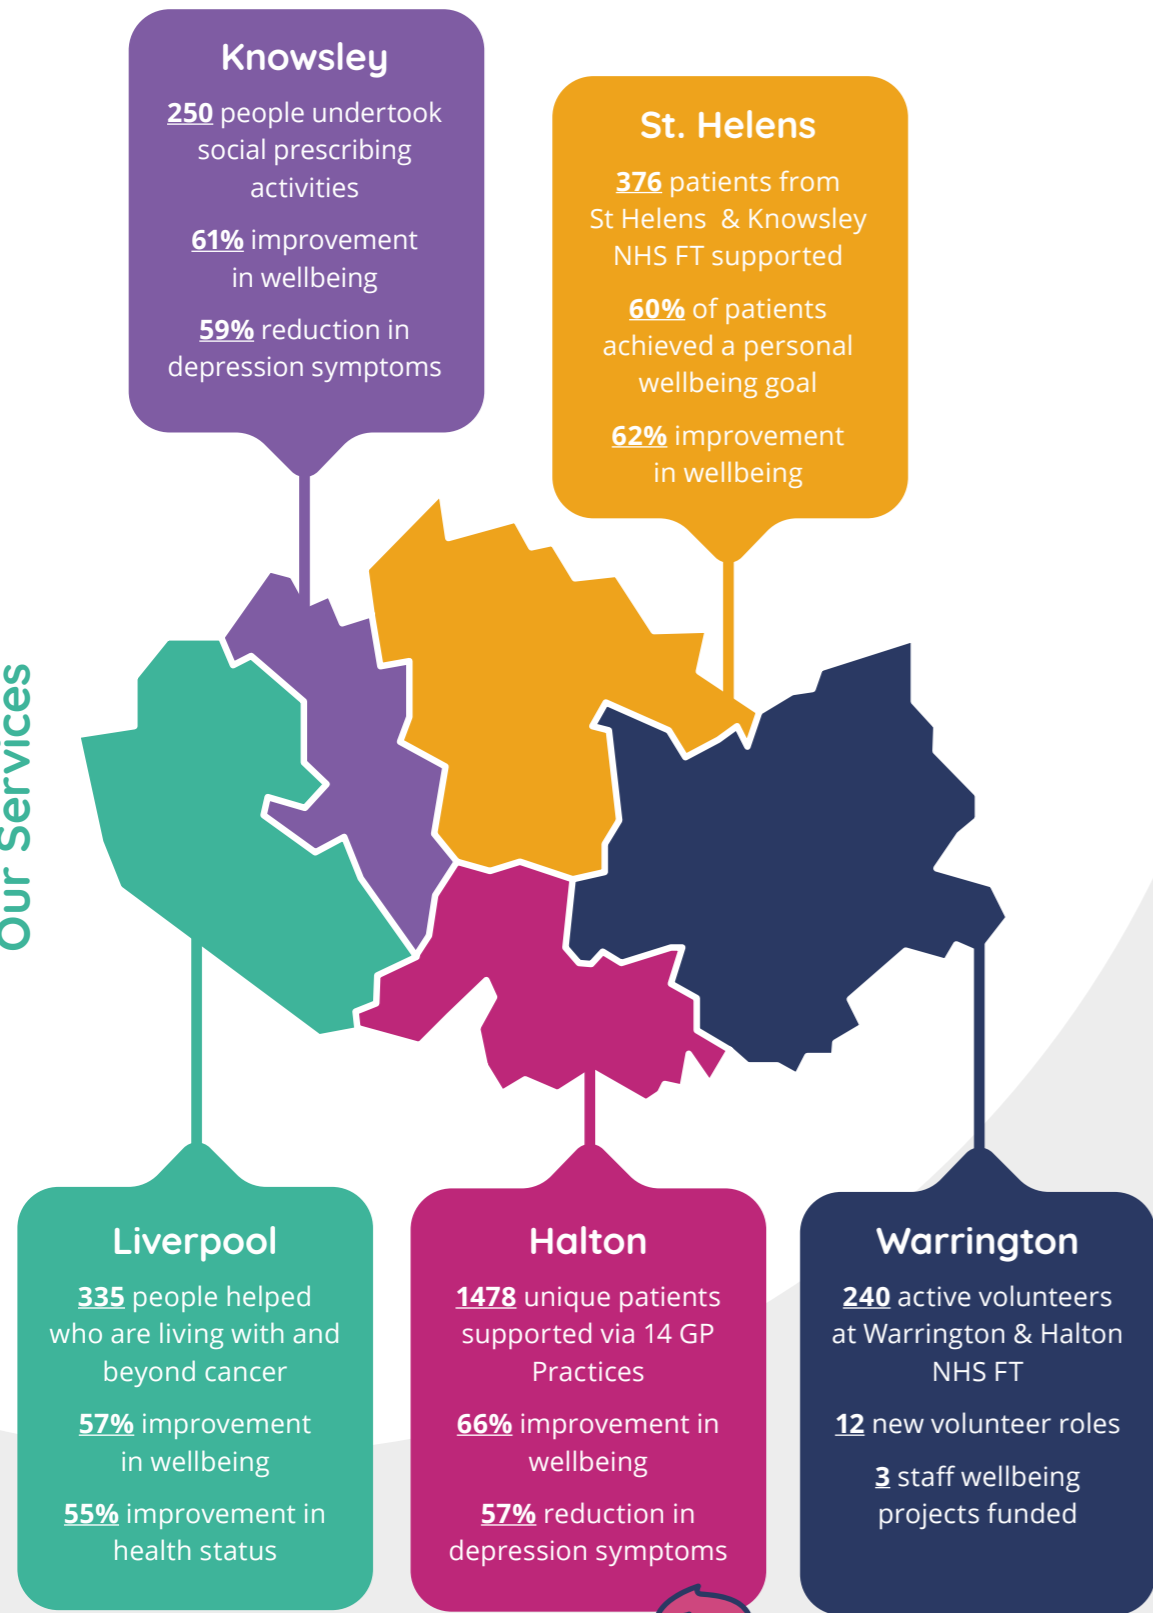 Knowsley
250 people undertook
social prescribing
activities
61% improvement
in wellbeing
59% reduction in
depression symptoms
St. Helens
376 patients from
St Helens & Knowsley
NHS FT supported
60% of patients
achieved a personal
wellbeing goal
62% improvement
in wellbeing
Our Services
Liverpool
335 people helped
who are living with and
beyond cancer
57% improvement
in wellbeing
55% improvement in
health status
Halton
1478 unique patients
supported via 14 GP
Practices
66% improvement in
wellbeing
57% reduction in
depression symptoms
Warrington
240 active volunteers
at Warrington & Halton
NHS FT
12 new volunteer roles
3 staff wellbeing
projects funded